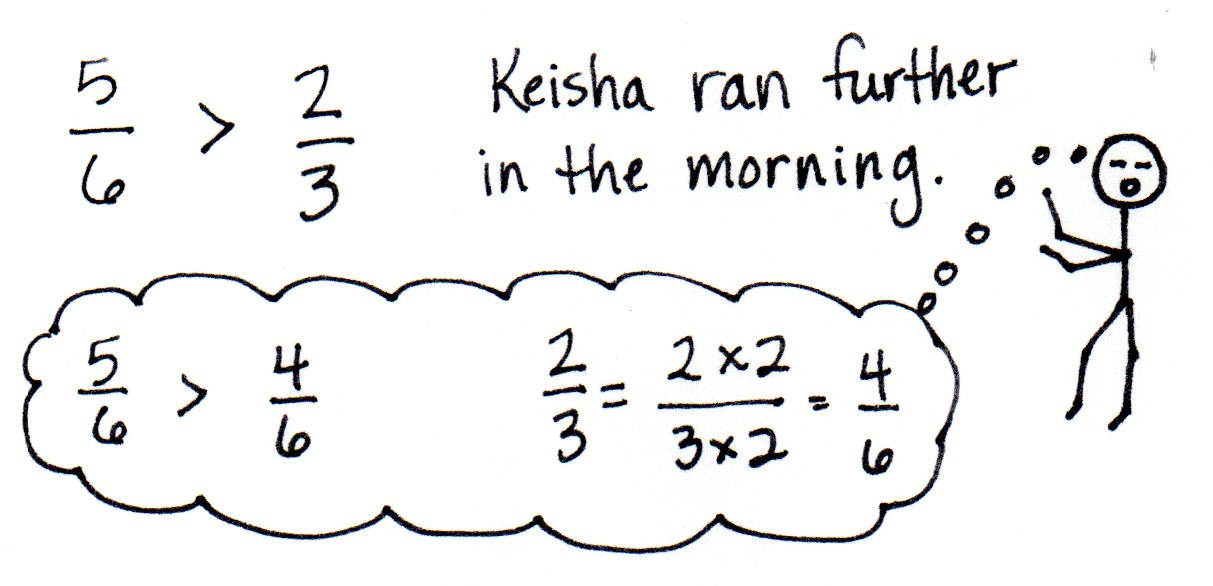 5/6 > 2/3
Keisha ran further
in the morning.
5/6 > 4/6
2/3 = 2×2/3×2 = 4/6